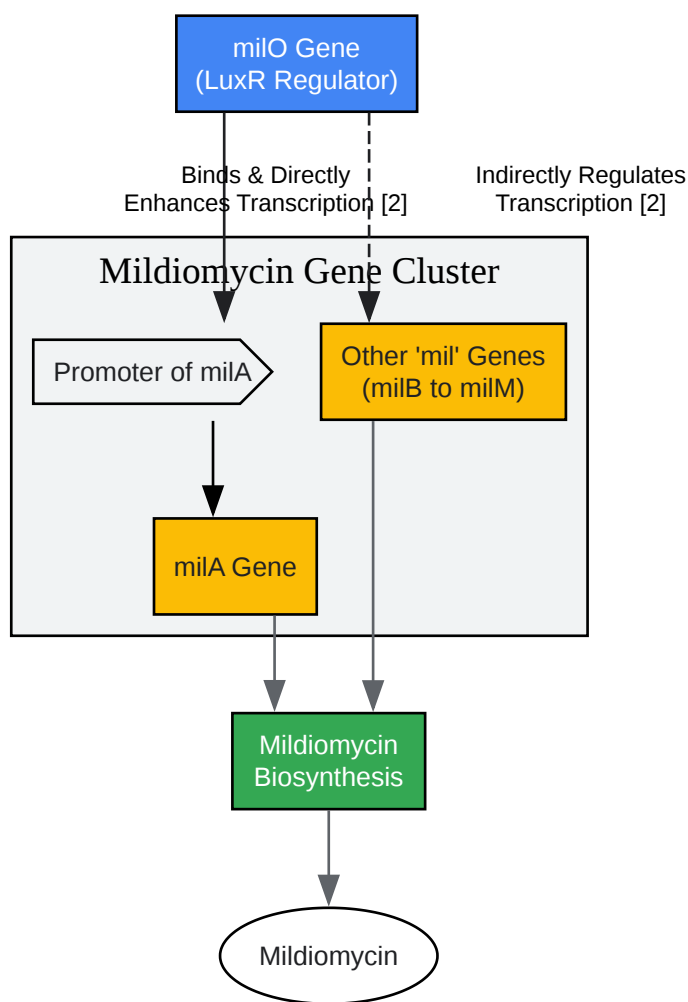 milO Gene
(LuxR Regulator)
Binds & Directly
Enhances Transcription [2]
Indirectly Regulates
Transcription [2]
Mildiomycin Gene Cluster
Promoter of milA
Other 'mil' Genes
(milB to milM)
milA Gene
Mildiomycin
Biosynthesis
Mildiomycin